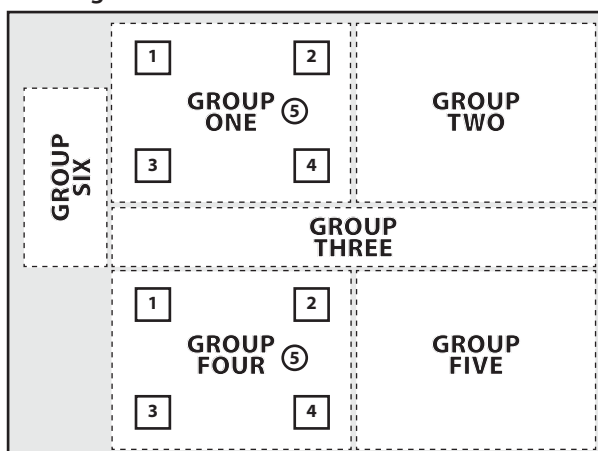 1 2
GROUP
ONE 5
GROUP
TWO
3 4
GROUP
SIX
GROUP
THREE
1 2
GROUP
FOUR 5
GROUP
FIVE
3 4